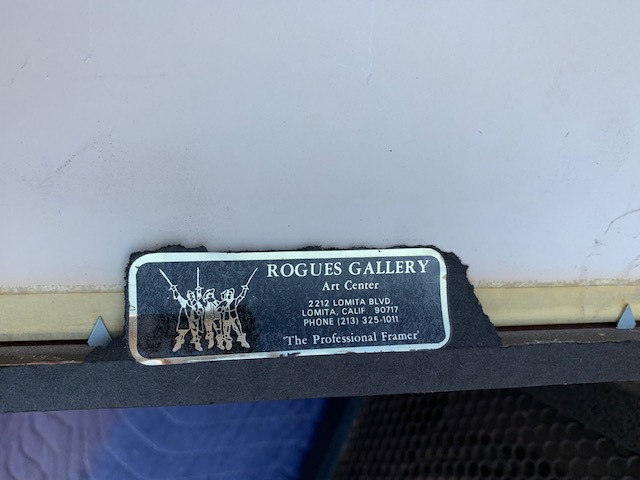 ROGUES GALLERY
Art Center
2212 LOMITA BLVD.
LOMITA, CALIF 90717
PHONE (213) 325-1011
'The Professional Framer'